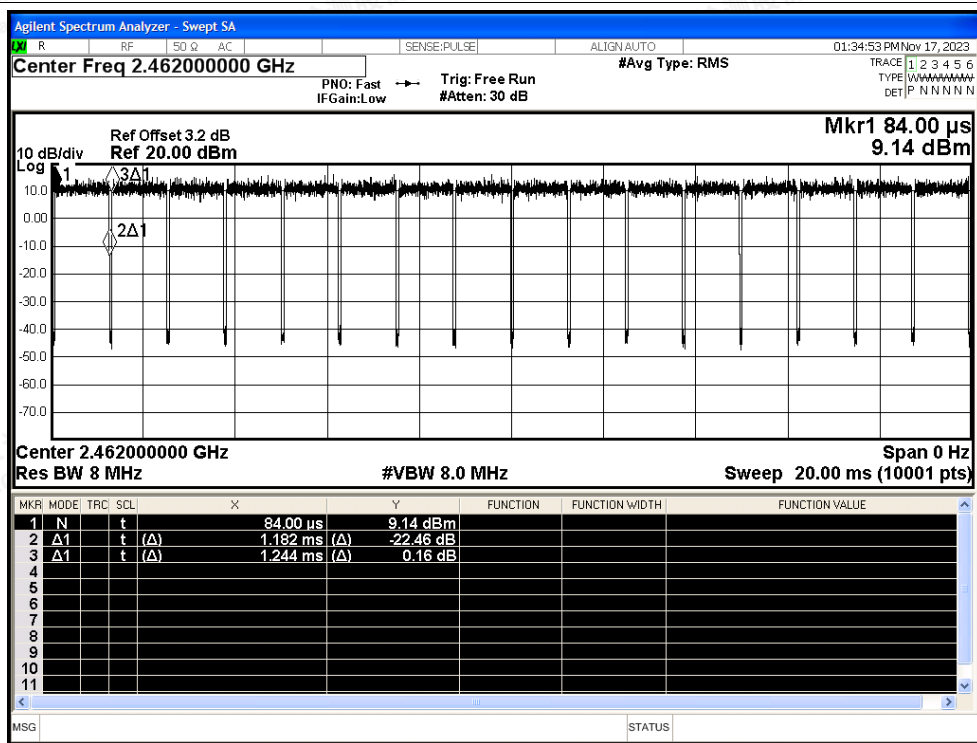 Agilent Spectrum Analyzer - Swept SA
LXI R RF 50 Ω AC SENSE:PULSE ALIGN AUTO 01:34:53 PM Nov 17, 2023
Center Freq 2.462000000 GHz #Avg Type: RMS TRACE 1 2 3 4 5 6
PNO: Fast Trig: Free Run TYPE WWWWWW
IFGain:Low #Atten: 30 dB DET P N N N N N
Mkr1 84.00 µs
Ref Offset 3.2 dB
10 dB/div Ref 20.00 dBm 9.14 dBm
Log
1 3Δ1
10.0
0.00
2Δ1
-10.0
-20.0
-30.0
-40.0
-50.0
-60.0
-70.0
Center 2.462000000 GHz Span 0 Hz
Res BW 8 MHz #VBW 8.0 MHz Sweep 20.00 ms (10001 pts)
MKR MODE TRC SCL X Y FUNCTION FUNCTION WIDTH FUNCTION VALUE
1 N t 84.00 µs 9.14 dBm
2 Δ1 t (Δ) 1.182 ms (Δ) -22.46 dB
3 Δ1 t (Δ) 1.244 ms (Δ) 0.16 dB
4
5
6
7
8
9
10
11
MSG STATUS